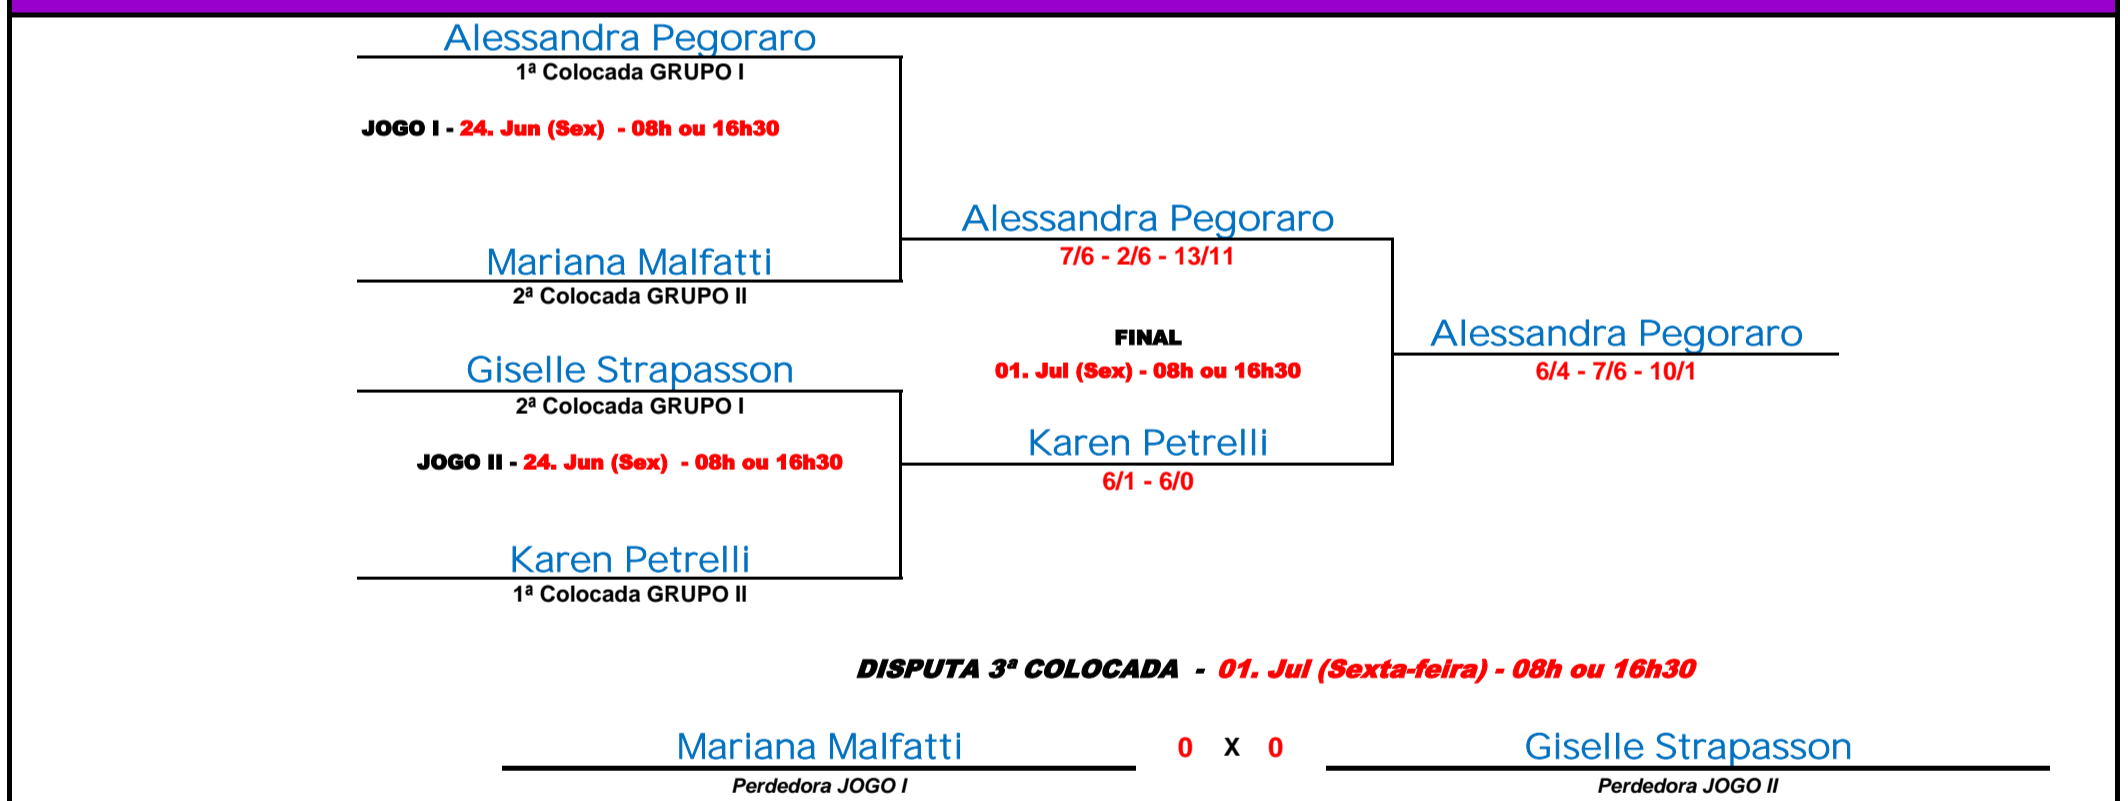 Alessandra Pegoraro
1ª Colocada GRUPO I
JOGO I - 24. Jun (Sex) - 08h ou 16h30
Alessandra Pegoraro
7/6 - 2/6 - 13/11
Mariana Malfatti
2ª Colocada GRUPO II
FINAL
01. Jul (Sex) - 08h ou 16h30
Alessandra Pegoraro
6/4 - 7/6 - 10/1
Giselle Strapasson
2ª Colocada GRUPO I
JOGO II - 24. Jun (Sex) - 08h ou 16h30
Karen Petrelli
6/1 - 6/0
Karen Petrelli
1ª Colocada GRUPO II
DISPUTA 3ª COLOCADA - 01. Jul (Sexta-feira) - 08h ou 16h30
Mariana Malfatti 0 X 0 Giselle Strapasson
Perdedora JOGO I Perdedora JOGO II